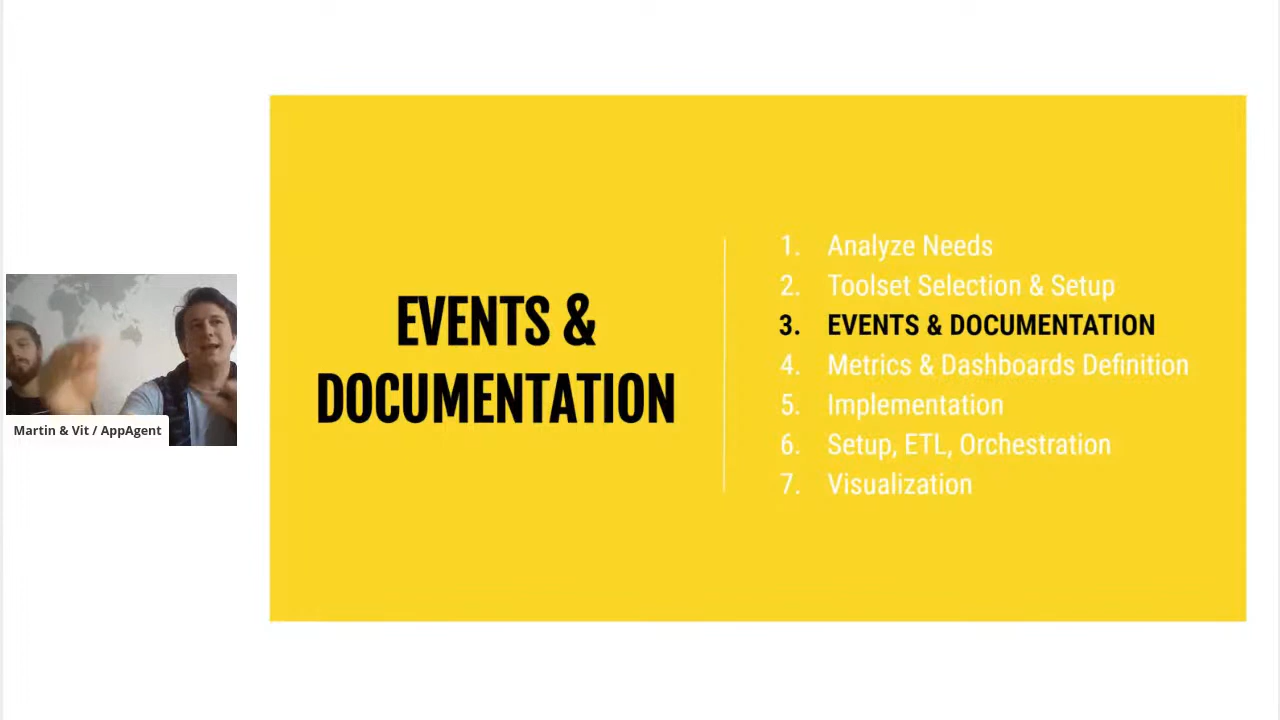 EVENTS &
DOCUMENTATION
1. Analyze Needs
2. Toolset Selection & Setup
3. EVENTS & DOCUMENTATION
4. Metrics & Dashboards Definition
5. Implementation
6. Setup, ETL, Orchestration
7. Visualization
Martin & Vit / AppAgent